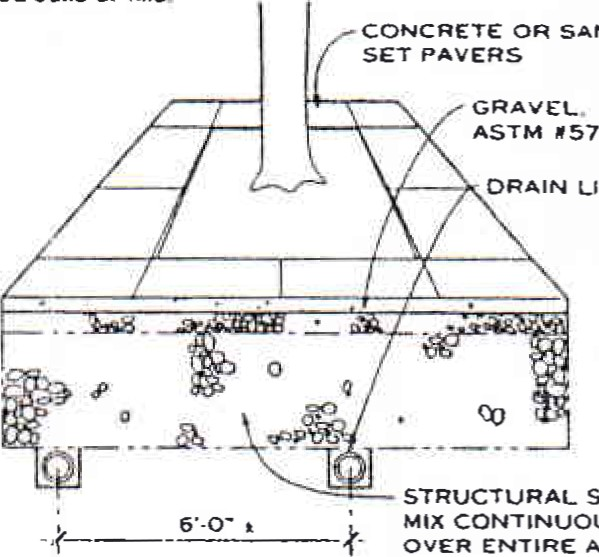 CONCRETE OR SAN
SET PAVERS
GRAVEL,
ASTM #57
DRAIN LI
STRUCTURAL S
MIX CONTINUOU
OVER ENTIRE A
6'-0" ±